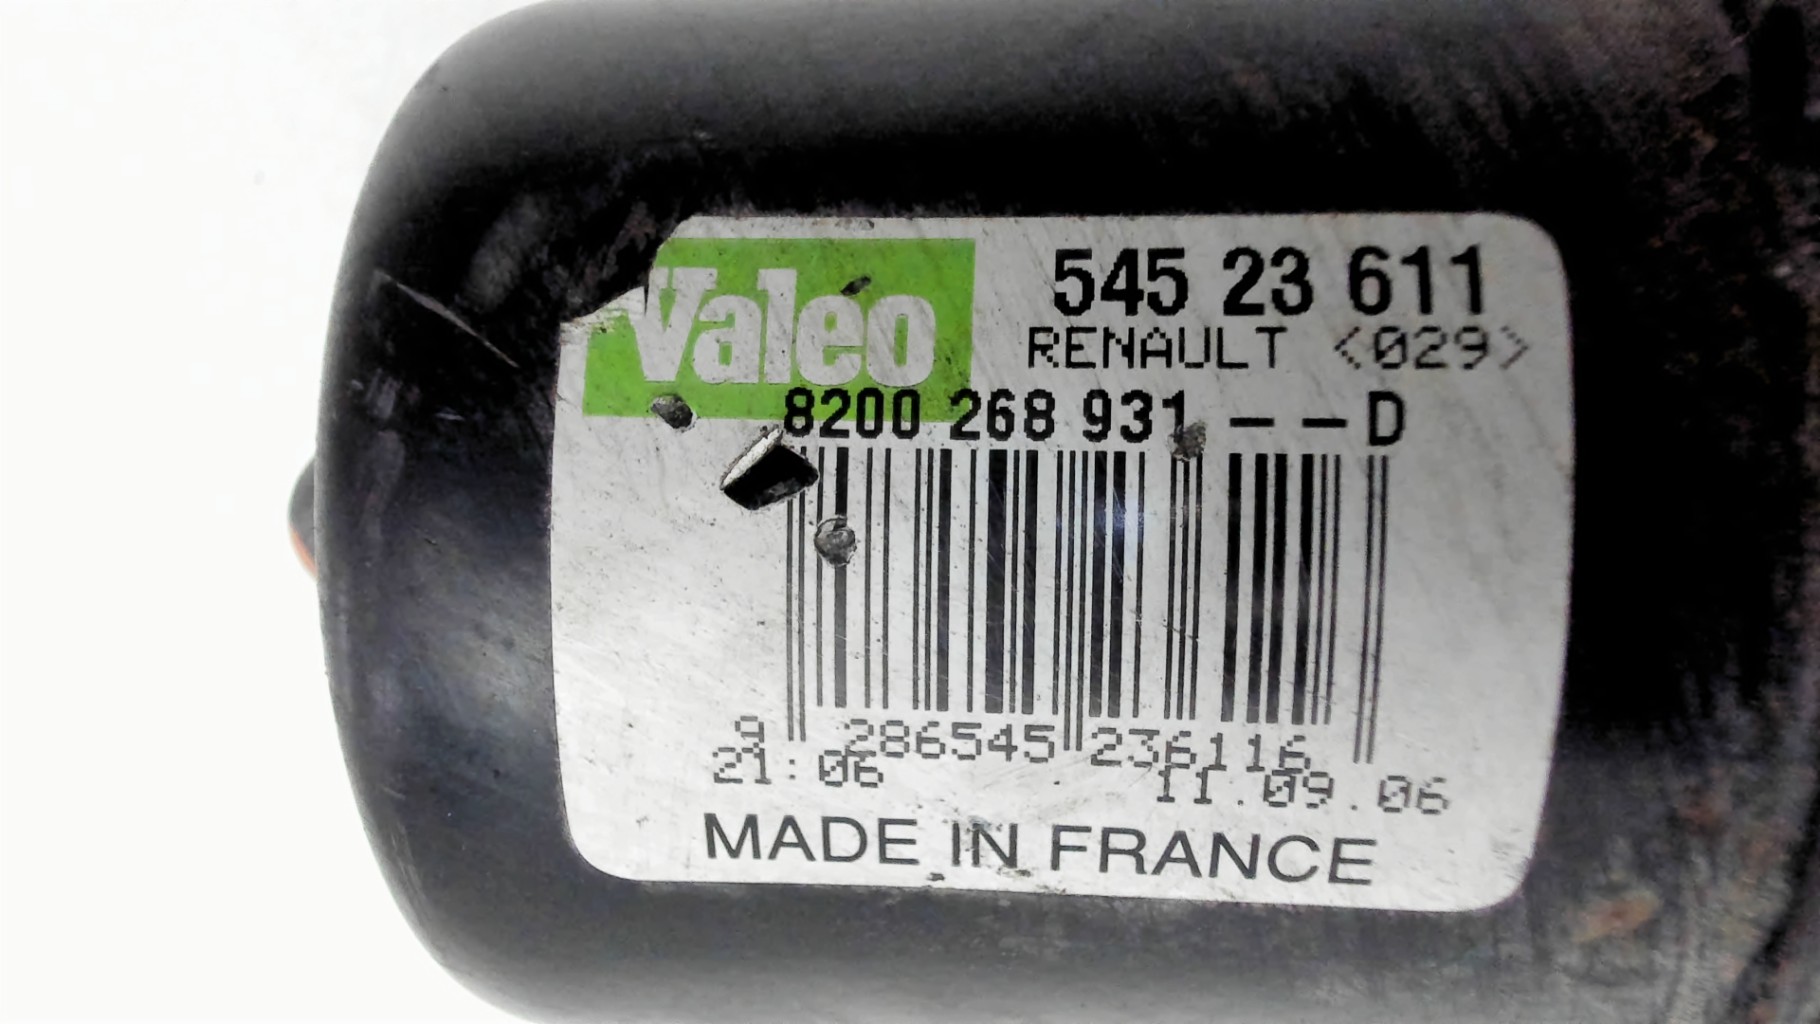 Valeo
545 23 611
RENAULT <029>
8200 268 931 -- D
9 286545 236116
21:06 11.09.06
MADE IN FRANCE